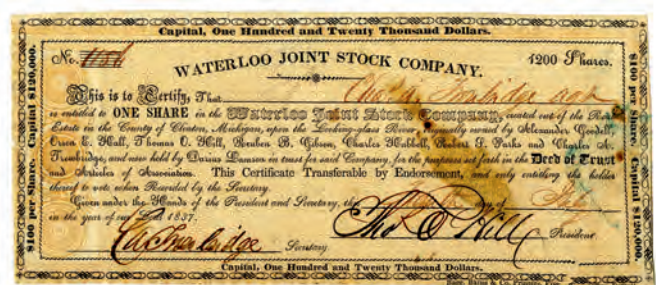 Capital, One Hundred and Twenty Thousand Dollars.
No. 1200 Shares.
WATERLOO JOINT STOCK COMPANY.
This is to Certify, That Chas. A. Trowbridge agt
is entitled to ONE SHARE in the Waterloo Joint Stock Company, created out of the Real
Estate in the County of Clinton, Michigan, upon the Looking-glass River, originally owned by Alexander Goodell,
Orren E. Hall, Thomas O. Hill, Reuben B. Gibson, Charles Hubbell, Robert S. Parks and Charles A.
Trowbridge, and now held by Darius Lamson in trust for said Company, for the purposes set forth in the Deed of Trust
and Articles of Association. This Certificate Transferable by Endorsement, and only entitling the holder
thereof to vote when Recorded by the Secretary.
Given under the Hands of the President and Secretary, the day of
in the year of our Lord 1837.
Tho O Hill President.
C A Trowbridge Secretary.
Capital, One Hundred and Twenty Thousand Dollars.
$100 per Share. Capital $120,000.
$100 per Share. Capital $120,000.